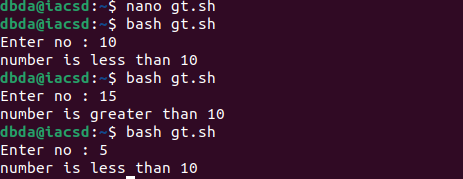 dbda@iacsd:~$ nano gt.sh
dbda@iacsd:~$ bash gt.sh
Enter no : 10
number is less than 10
dbda@iacsd:~$ bash gt.sh
Enter no : 15
number is greater than 10
dbda@iacsd:~$ bash gt.sh
Enter no : 5
number is less than 10